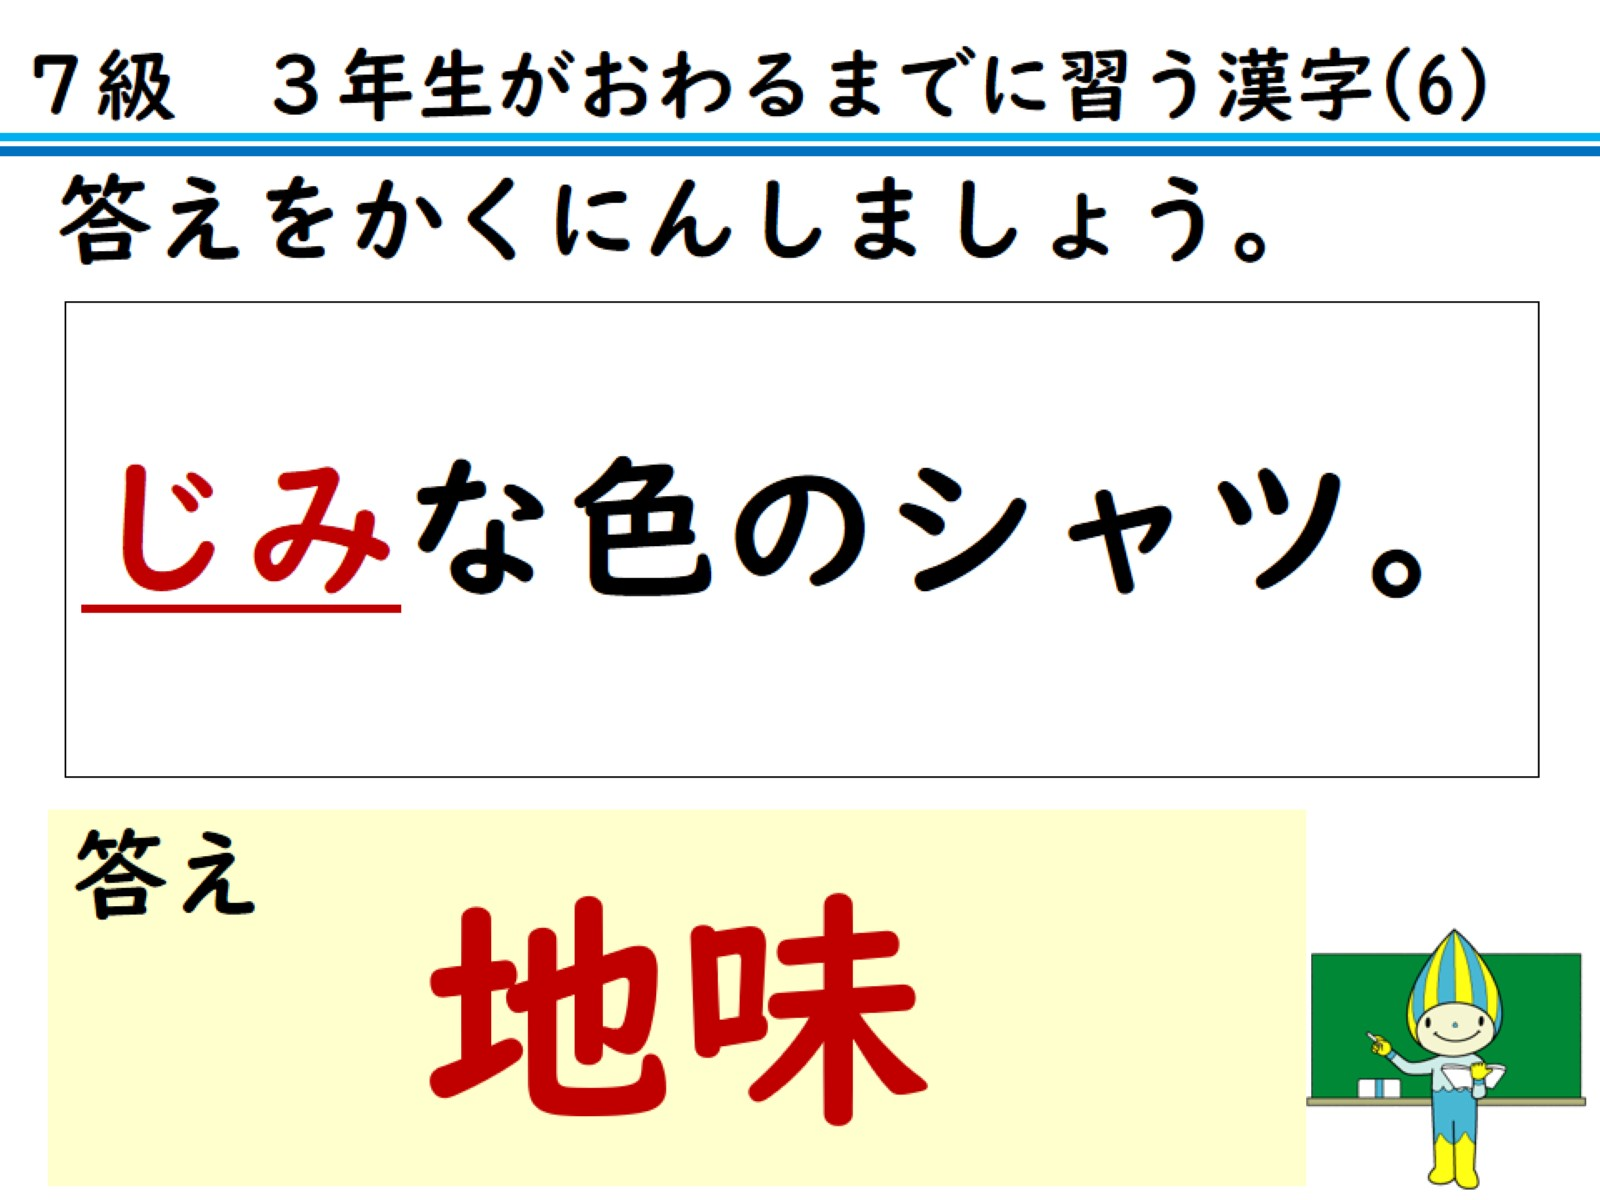 ７級　３年生がおわるまでに習う漢字(6)
答えをかくにんしましょう。
じみな色のシャツ。
答え
地味